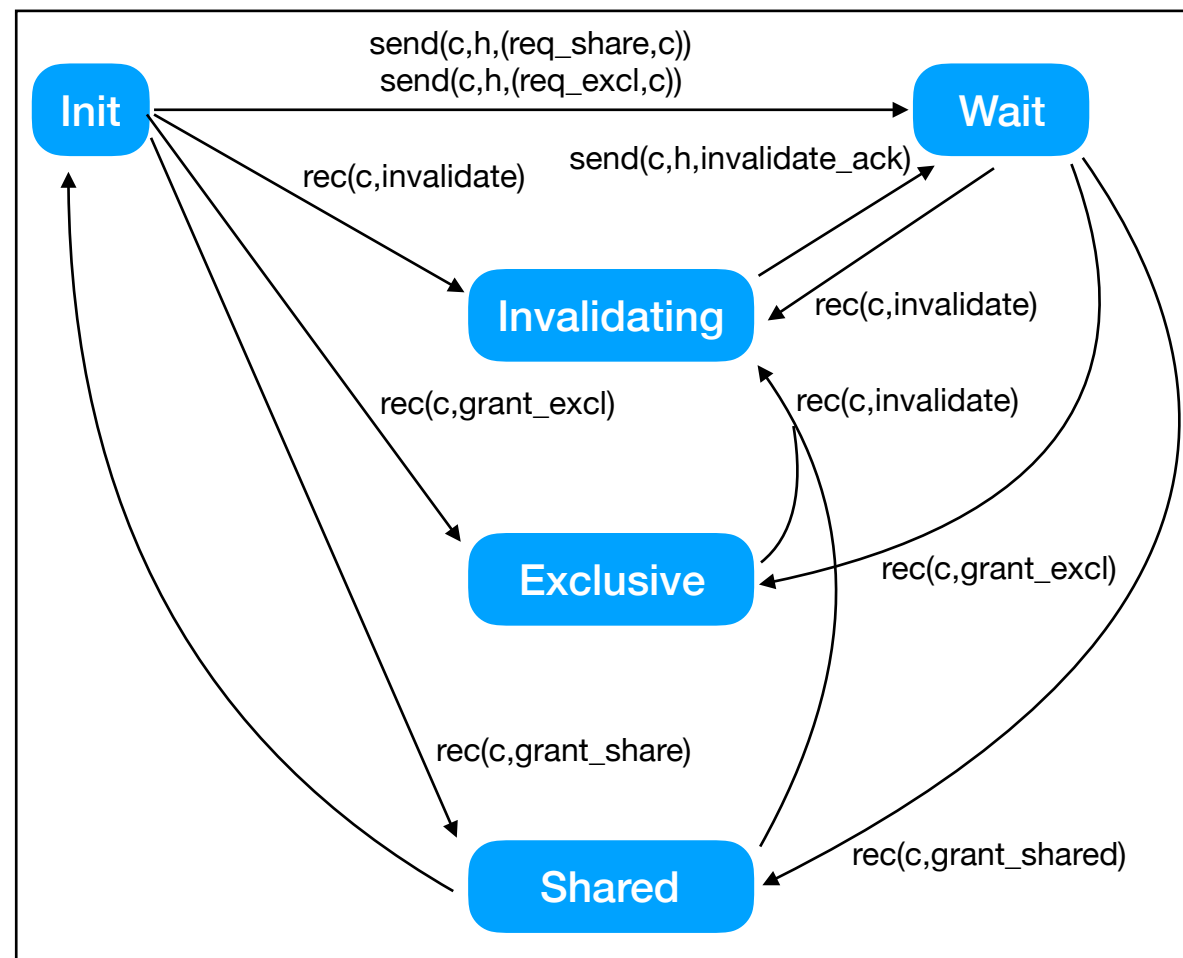 send(c,h,(req_share,c))
send(c,h,(req_excl,c))
Init
Wait
send(c,h,invalidate_ack)
rec(c,invalidate)
Invalidating
rec(c,invalidate)
rec(c,grant_excl)
rec(c,invalidate)
Exclusive
rec(c,grant_excl)
rec(c,grant_share)
rec(c,grant_shared)
Shared